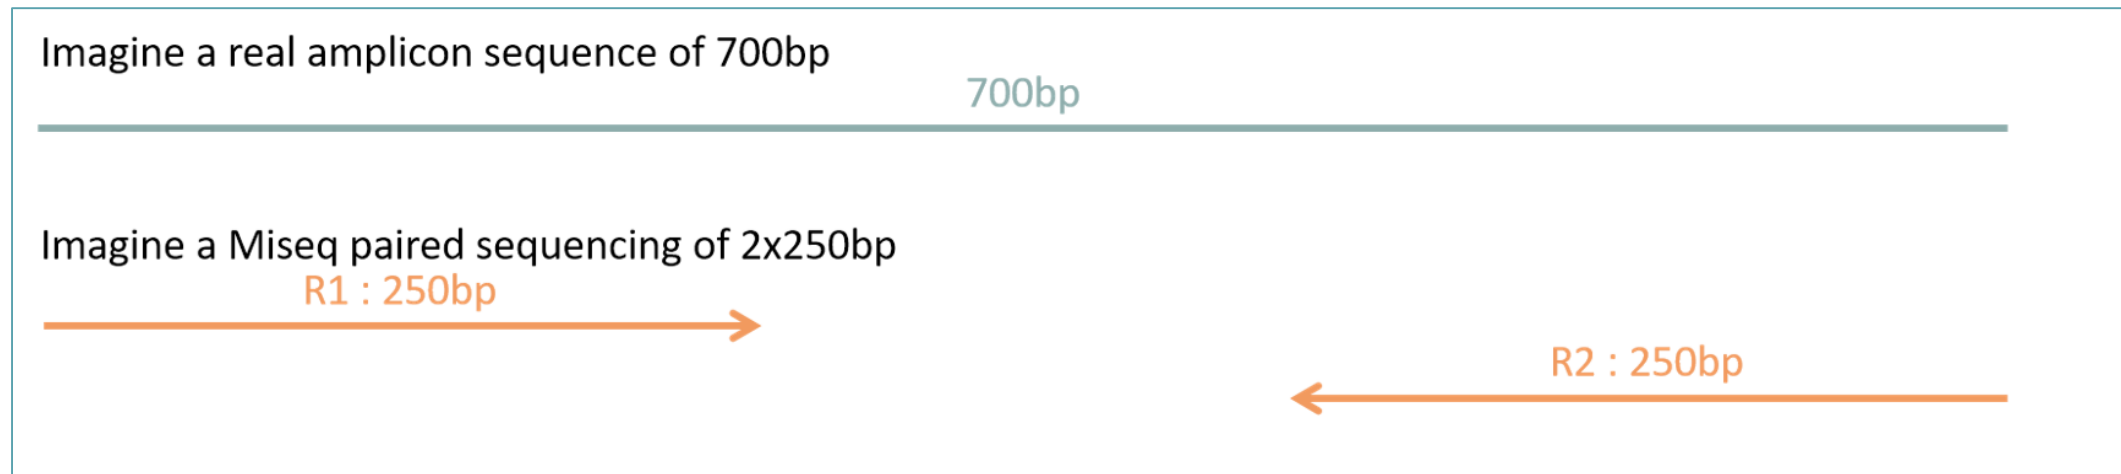 Imagine a real amplicon sequence of 700bp
700bp
Imagine a Miseq paired sequencing of 2x250bp
R1 : 250bp
R2 : 250bp